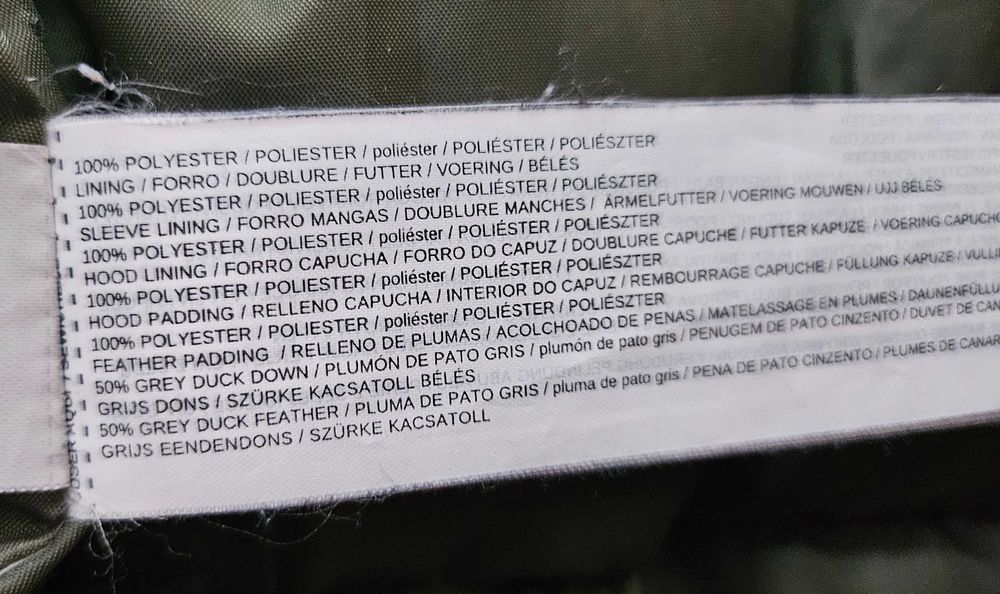 100% POLYESTER / POLIESTER / poliéster / POLIÉSTER / POLIÉSZTER
LINING / FORRO / DOUBLURE / FUTTER / VOERING / BÉLÉS
100% POLYESTER / POLIESTER / poliéster / POLIÉSTER / POLIÉSZTER
SLEEVE LINING / FORRO MANGAS / DOUBLURE MANCHES / ÄRMELFUTTER / VOERING MOUWEN / UJJ BÉLÉS
100% POLYESTER / POLIESTER / poliéster / POLIÉSTER / POLIÉSZTER
HOOD LINING / FORRO CAPUCHA / FORRO DO CAPUZ / DOUBLURE CAPUCHE / FUTTER KAPUZE / VOERING CAPUCHO
100% POLYESTER / POLIESTER / poliéster / POLIÉSTER / POLIÉSZTER
HOOD PADDING / RELLENO CAPUCHA / INTERIOR DO CAPUZ / REMBOURRAGE CAPUCHE / FÜLLUNG KAPUZE / VULLI
100% POLYESTER / POLIESTER / poliéster / POLIÉSTER / POLIÉSZTER
FEATHER PADDING / RELLENO DE PLUMAS / ACOLCHOADO DE PENAS / MATELASSAGE EN PLUMES / DAUNENFÜLLU
50% GREY DUCK DOWN / PLUMÓN DE PATO GRIS / plumón de pato gris / PENUGEM DE PATO CINZENTO / DUVET DE CAN
GRIJS DONS / SZÜRKE KACSATOLL BÉLÉS
50% GREY DUCK FEATHER / PLUMA DE PATO GRIS / pluma de pato gris / PENA DE PATO CINZENTO / PLUMES DE CANAR
GRIJS EENDENDONS / SZÜRKE KACSATOLL